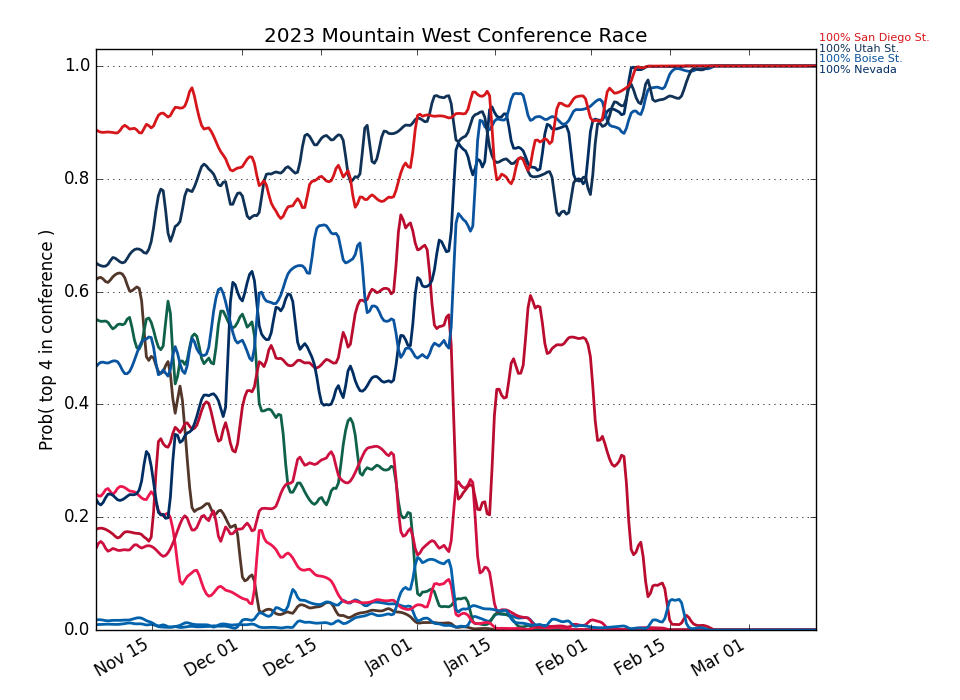 2023 Mountain West Conference Race
100% San Diego St.
100% Utah St.
100% Boise St.
100% Nevada
Prob( top 4 in conference )
1.0
0.8
0.6
0.4
0.2
0.0
Nov 15
Dec 01
Dec 15
Jan 01
Jan 15
Feb 01
Feb 15
Mar 01